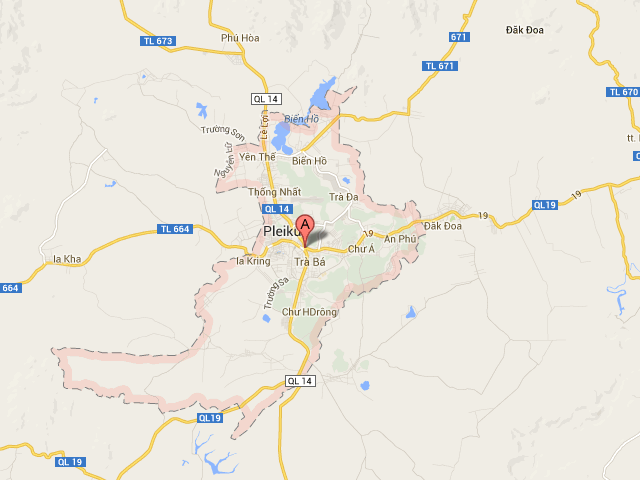 Phú Hòa
TL 673
671
Đăk Đoa
TL 671
TL 670
QL 14
Lê Lợi
Biển Hồ
Trường Sơn
Yên Thế
Biển Hồ
tt.
Thống Nhất
Trà Đa
19
QL19
QL 14
19
TL 664
Pleiku
A
19
An Phú
Đăk Đoa
Chư Á
Ia Kha
Ia Kring
Trà Bá
664
Trường Sa
Chư HDrông
QL 14
QL19
QL 19